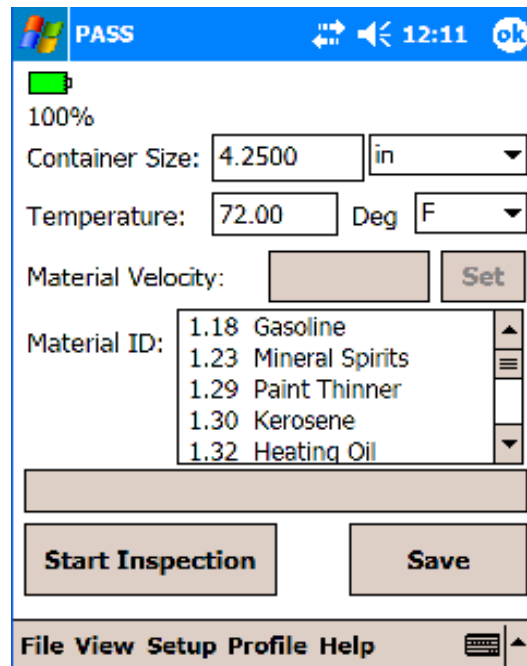 PASS 12:11 ok
100%
Container Size: 4.2500 in
Temperature: 72.00 Deg F
Material Velocity: Set
Material ID:
1.18 Gasoline
1.23 Mineral Spirits
1.29 Paint Thinner
1.30 Kerosene
1.32 Heating Oil
Start Inspection Save
File View Setup Profile Help